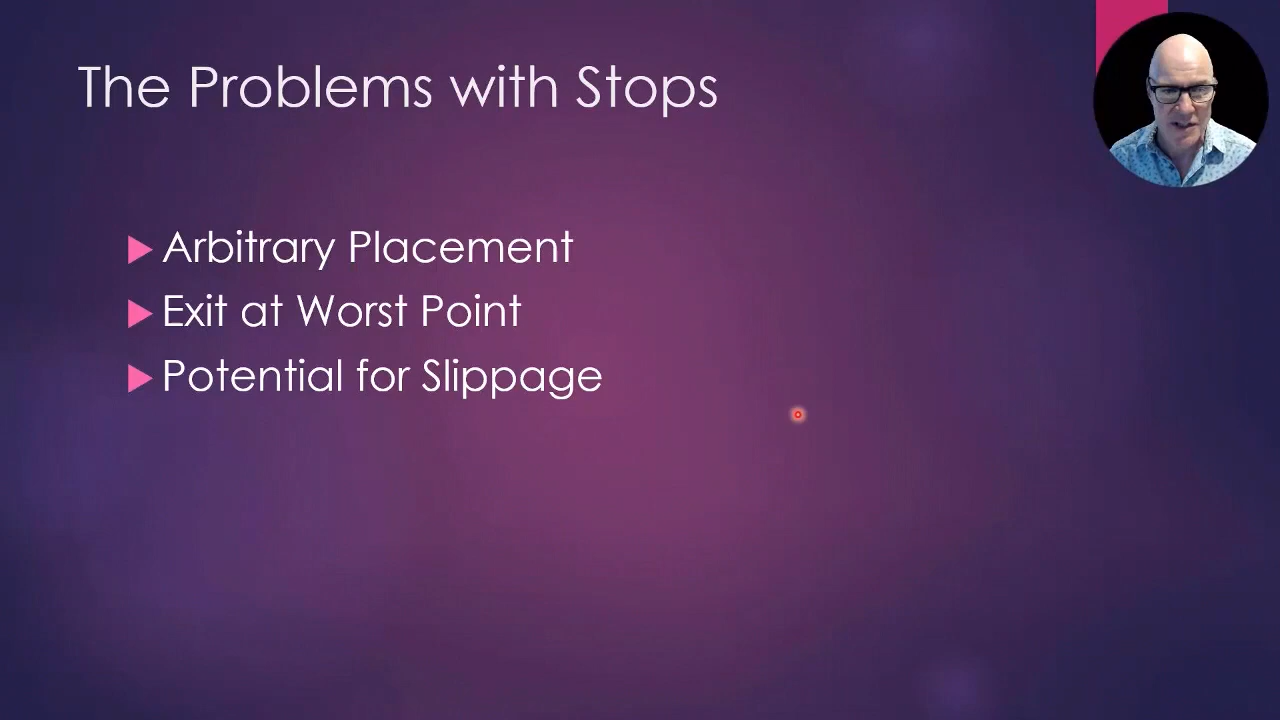 The Problems with Stops
Arbitrary Placement
Exit at Worst Point
Potential for Slippage